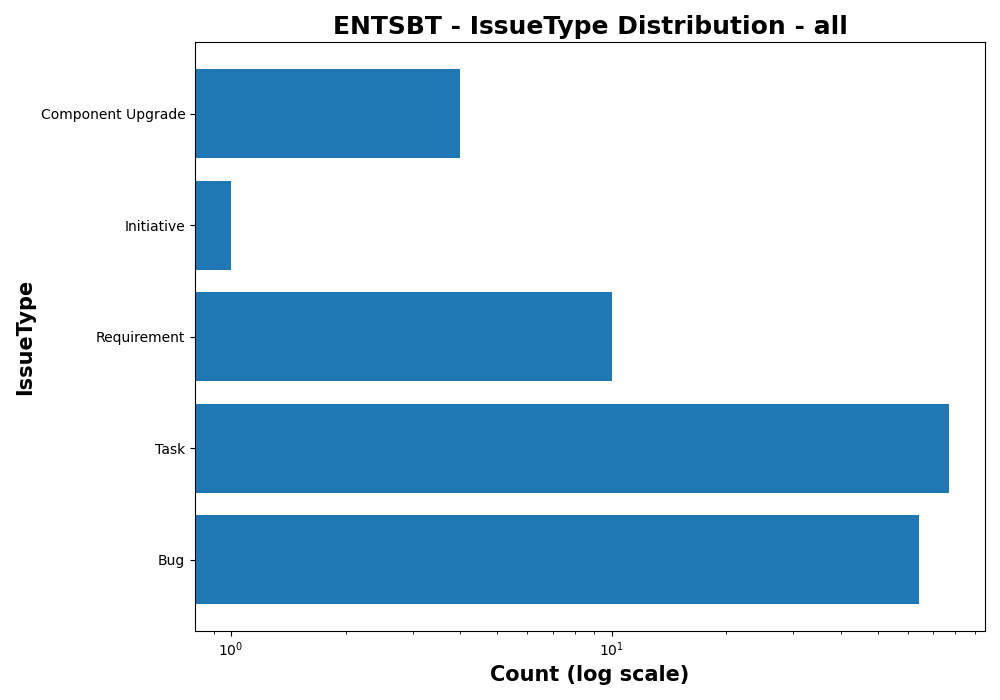 ENTSBT - IssueType Distribution - all
Component Upgrade
Initiative
Requirement
Task
Bug
IssueType
10⁰ 10¹
Count (log scale)